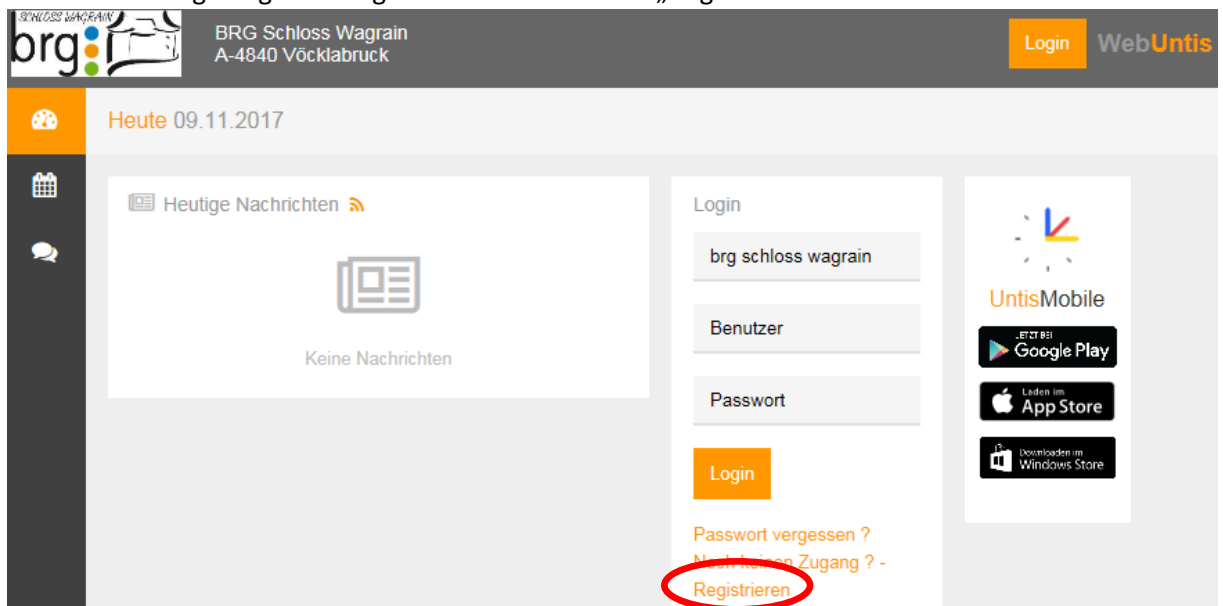 SCHLOSS WAGRAIN
brg
BRG Schloss Wagrain
A-4840 Vöcklabruck
Login
WebUntis
Heute 09.11.2017
Heutige Nachrichten
Keine Nachrichten
Login
brg schloss wagrain
Benutzer
Passwort
Login
Passwort vergessen ?
Noch keinen Zugang ? -
Registrieren
UntisMobile
JETZT BEI
Google Play
Laden im
App Store
Downloaden im
Windows Store